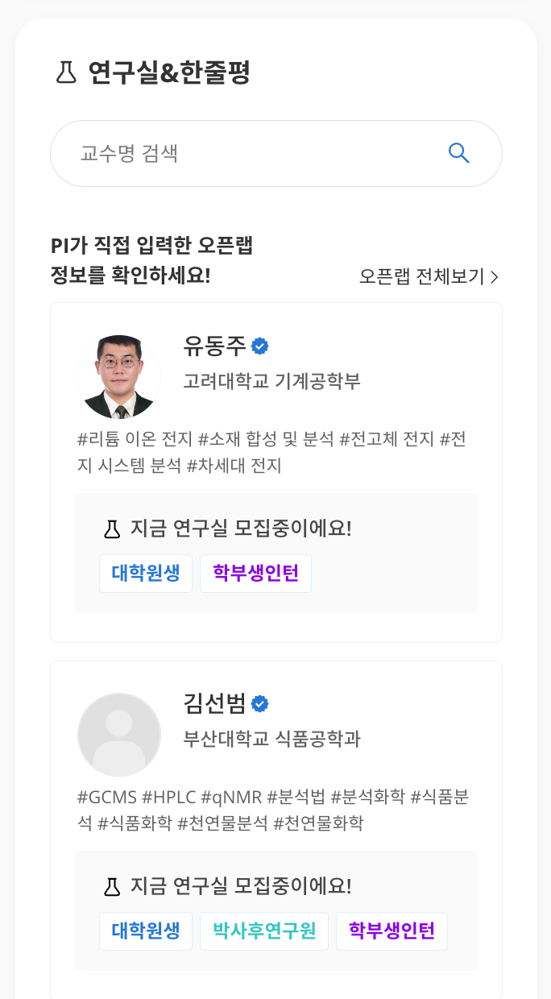 연구실&한줄평
교수명 검색
PI가 직접 입력한 오픈랩
정보를 확인하세요!
오픈랩 전체보기 >
유동주
고려대학교 기계공학부
#리튬 이온 전지 #소재 합성 및 분석 #전고체 전지 #전
지 시스템 분석 #차세대 전지
지금 연구실 모집중이에요!
대학원생 학부생인턴
김선범
부산대학교 식품공학과
#GCMS #HPLC #qNMR #분석법 #분석화학 #식품분
석 #식품화학 #천연물분석 #천연물화학
지금 연구실 모집중이에요!
대학원생 박사후연구원 학부생인턴